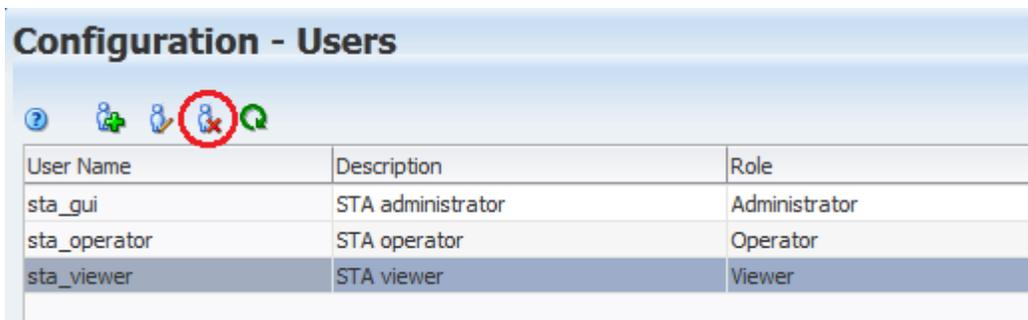 Configuration - Users
User Name Description Role
sta_gui STA administrator Administrator
sta_operator STA operator Operator
sta_viewer STA viewer Viewer